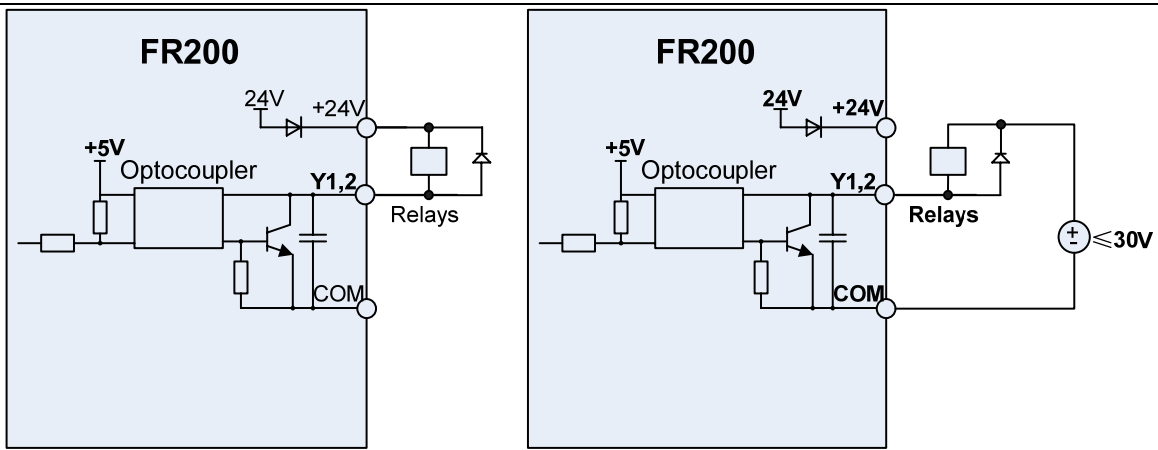 FR200
24V
+24V
+5V
Optocoupler
Y1,2
Relays
COM
FR200
24V
+24V
+5V
Optocoupler
Y1,2
Relays
+
-
≤30V
COM